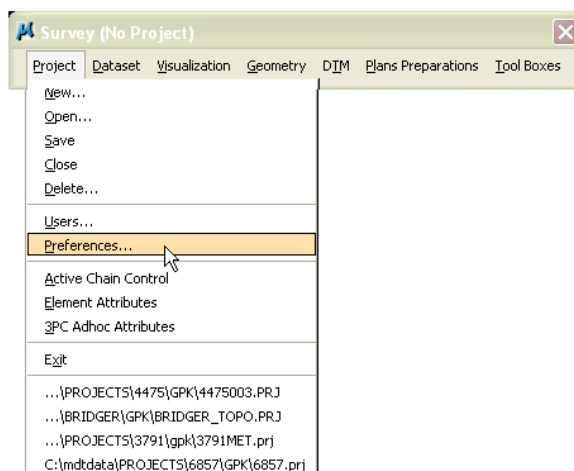 Survey (No Project)
Project Dataset Visualization Geometry DTM Plans Preparations Tool Boxes
New...
Open...
Save
Close
Delete...
Users...
Preferences...
Active Chain Control
Element Attributes
3PC Adhoc Attributes
Exit
...\PROJECTS\4475\GPK\4475003.PRJ
...\BRIDGER\GPK\BRIDGER_TOPO.PRJ
...\PROJECTS\3791\gpk\3791MET.prj
C:\mdtdata\PROJECTS\6857\GPK\6857.prj